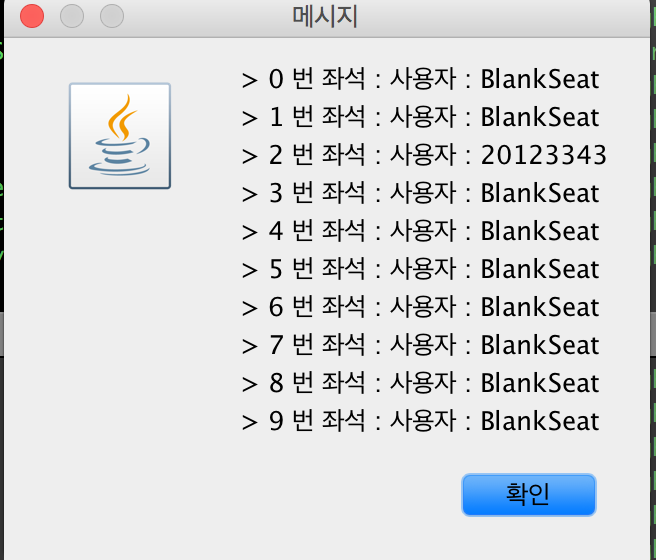 메시지
> 0 번 좌석 : 사용자 : BlankSeat
> 1 번 좌석 : 사용자 : BlankSeat
> 2 번 좌석 : 사용자 : 20123343
> 3 번 좌석 : 사용자 : BlankSeat
> 4 번 좌석 : 사용자 : BlankSeat
> 5 번 좌석 : 사용자 : BlankSeat
> 6 번 좌석 : 사용자 : BlankSeat
> 7 번 좌석 : 사용자 : BlankSeat
> 8 번 좌석 : 사용자 : BlankSeat
> 9 번 좌석 : 사용자 : BlankSeat
확인